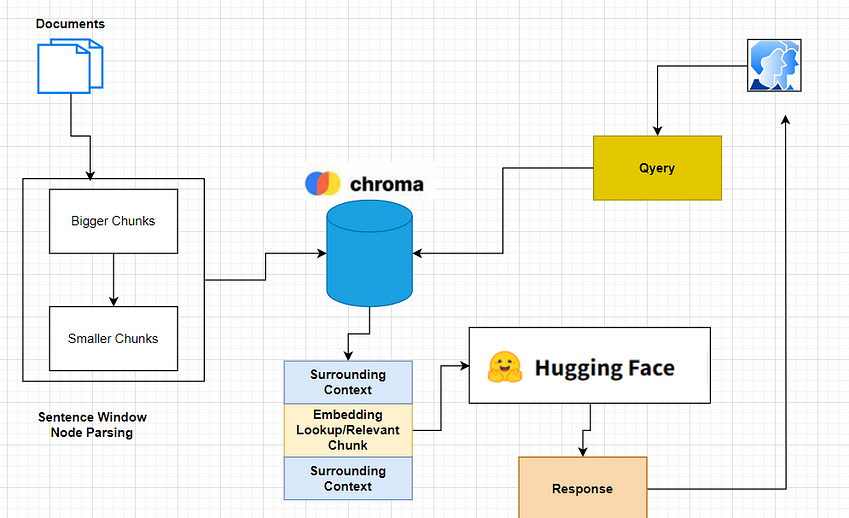 Documents
Qyery
chroma
Bigger Chunks
Smaller Chunks
Sentence Window
Node Parsing
Surrounding
Context
Embedding
Lookup/Relevant
Chunk
Surrounding
Context
Hugging Face
Response